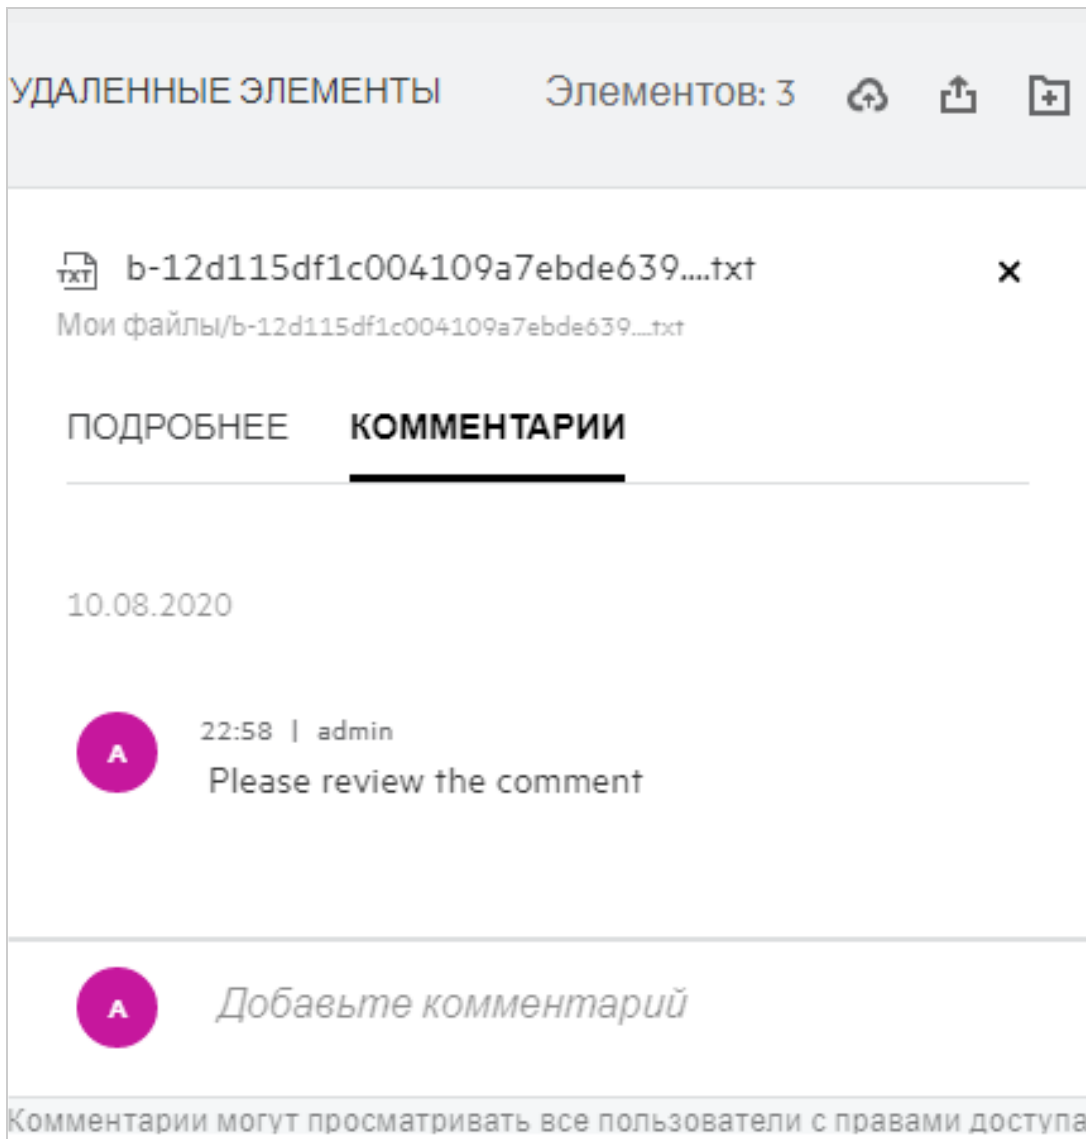 УДАЛЕННЫЕ ЭЛЕМЕНТЫ Элементов: 3
TXT b-12d115df1c004109a7ebde639....txt
Мои файлы/b-12d115df1c004109a7ebde639....txt
ПОДРОБНЕЕ КОММЕНТАРИИ
10.08.2020
22:58 | admin
A Please review the comment
A Добавьте комментарий
Комментарии могут просматривать все пользователи с правами доступа